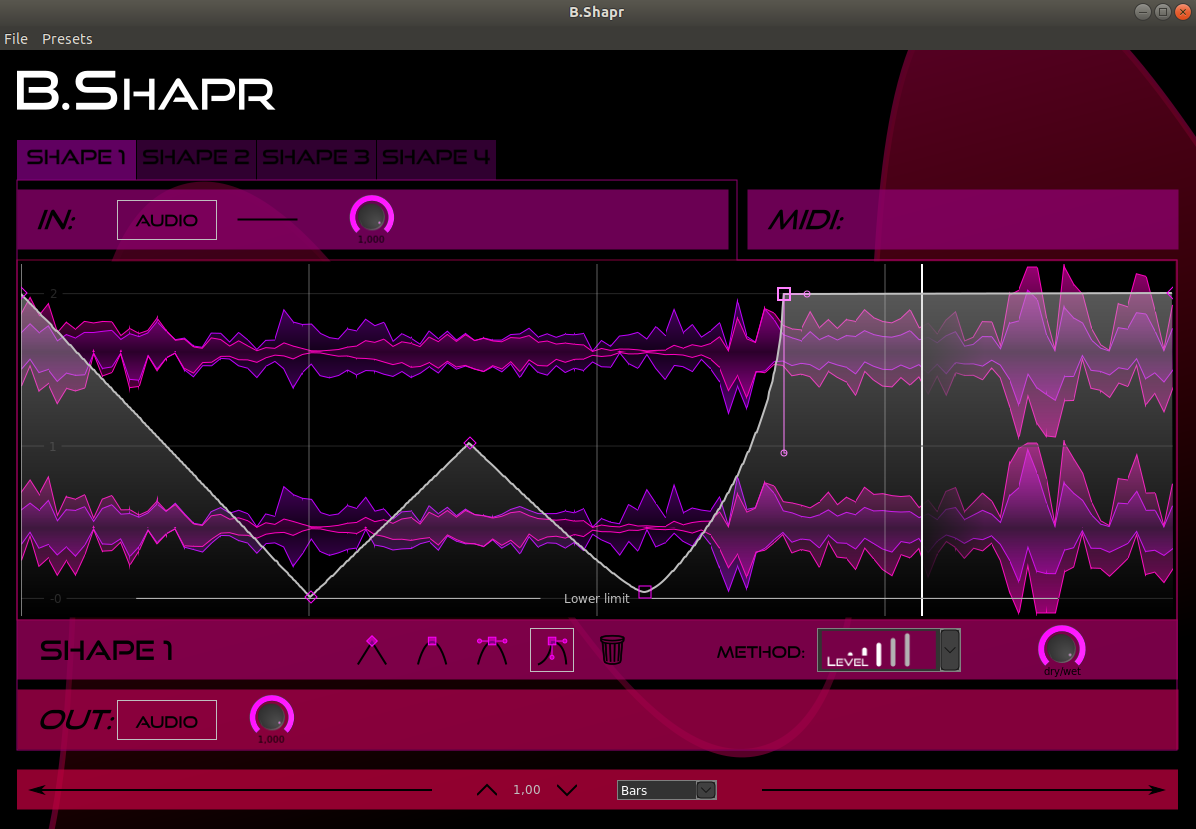 B.Shapr
File Presets
B.SHAPR
SHAPE 1 SHAPE 2 SHAPE 3 SHAPE 4
IN: AUDIO 1,000 MIDI:
2
1
-0 Lower limit
SHAPE 1 METHOD: LEVEL dry/wet
OUT: AUDIO 1,000
1,00 Bars